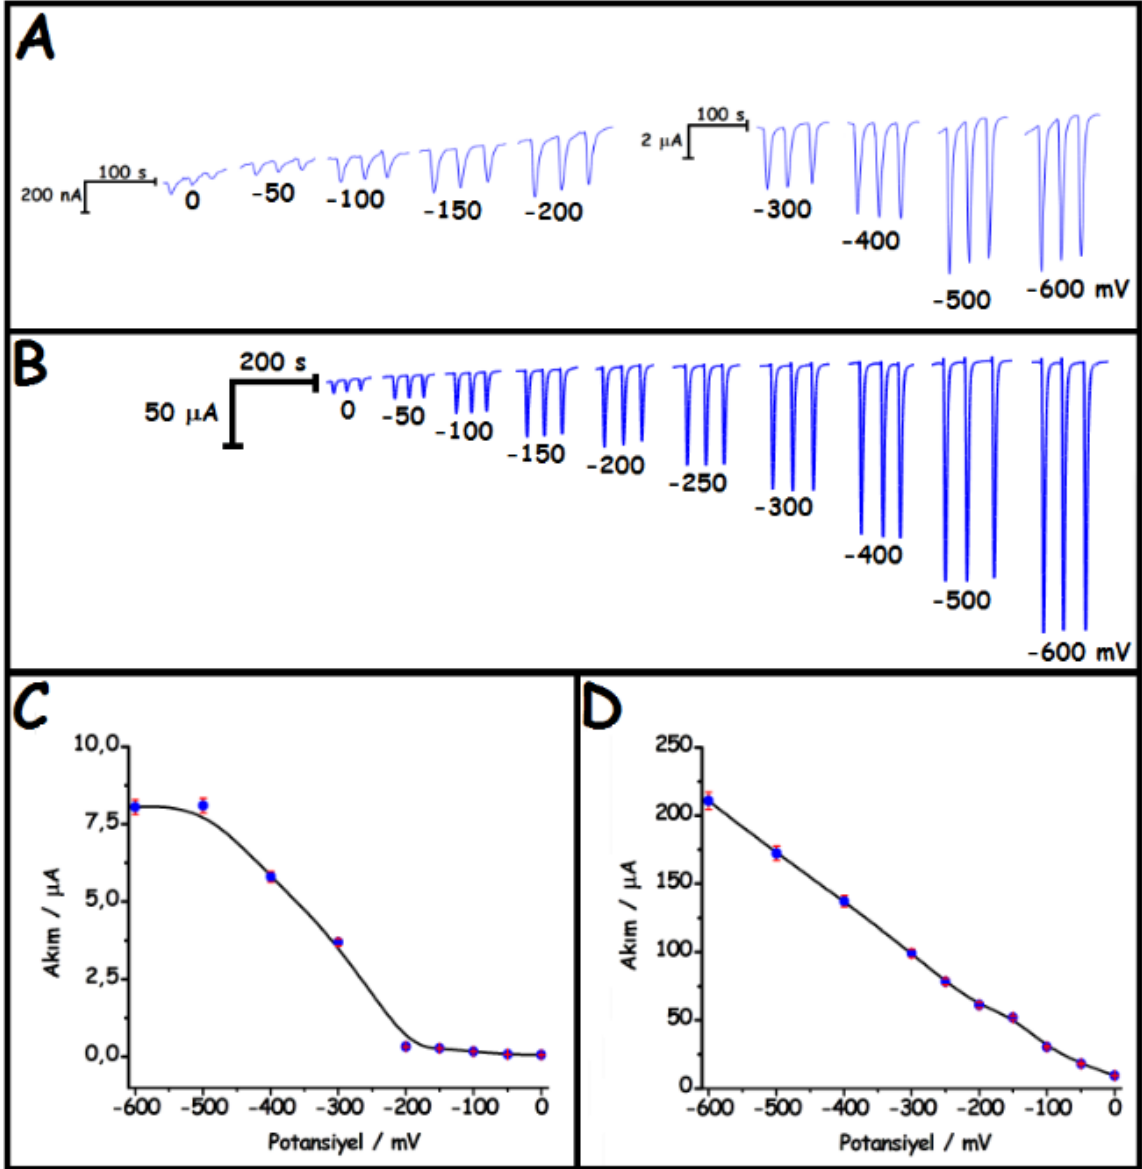 A
100 s
200 nA
0
-50
-100
-150
-200
100 s
2 μA
-300
-400
-500
-600 mV
B
200 s
50 μA
0
-50
-100
-150
-200
-250
-300
-400
-500
-600 mV
C
10,0
7,5
5,0
2,5
0,0
Akım / μA
-600 -500 -400 -300 -200 -100 0
Potansiyel / mV
D
250
200
150
100
50
0
Akım / μA
-600 -500 -400 -300 -200 -100 0
Potansiyel / mV